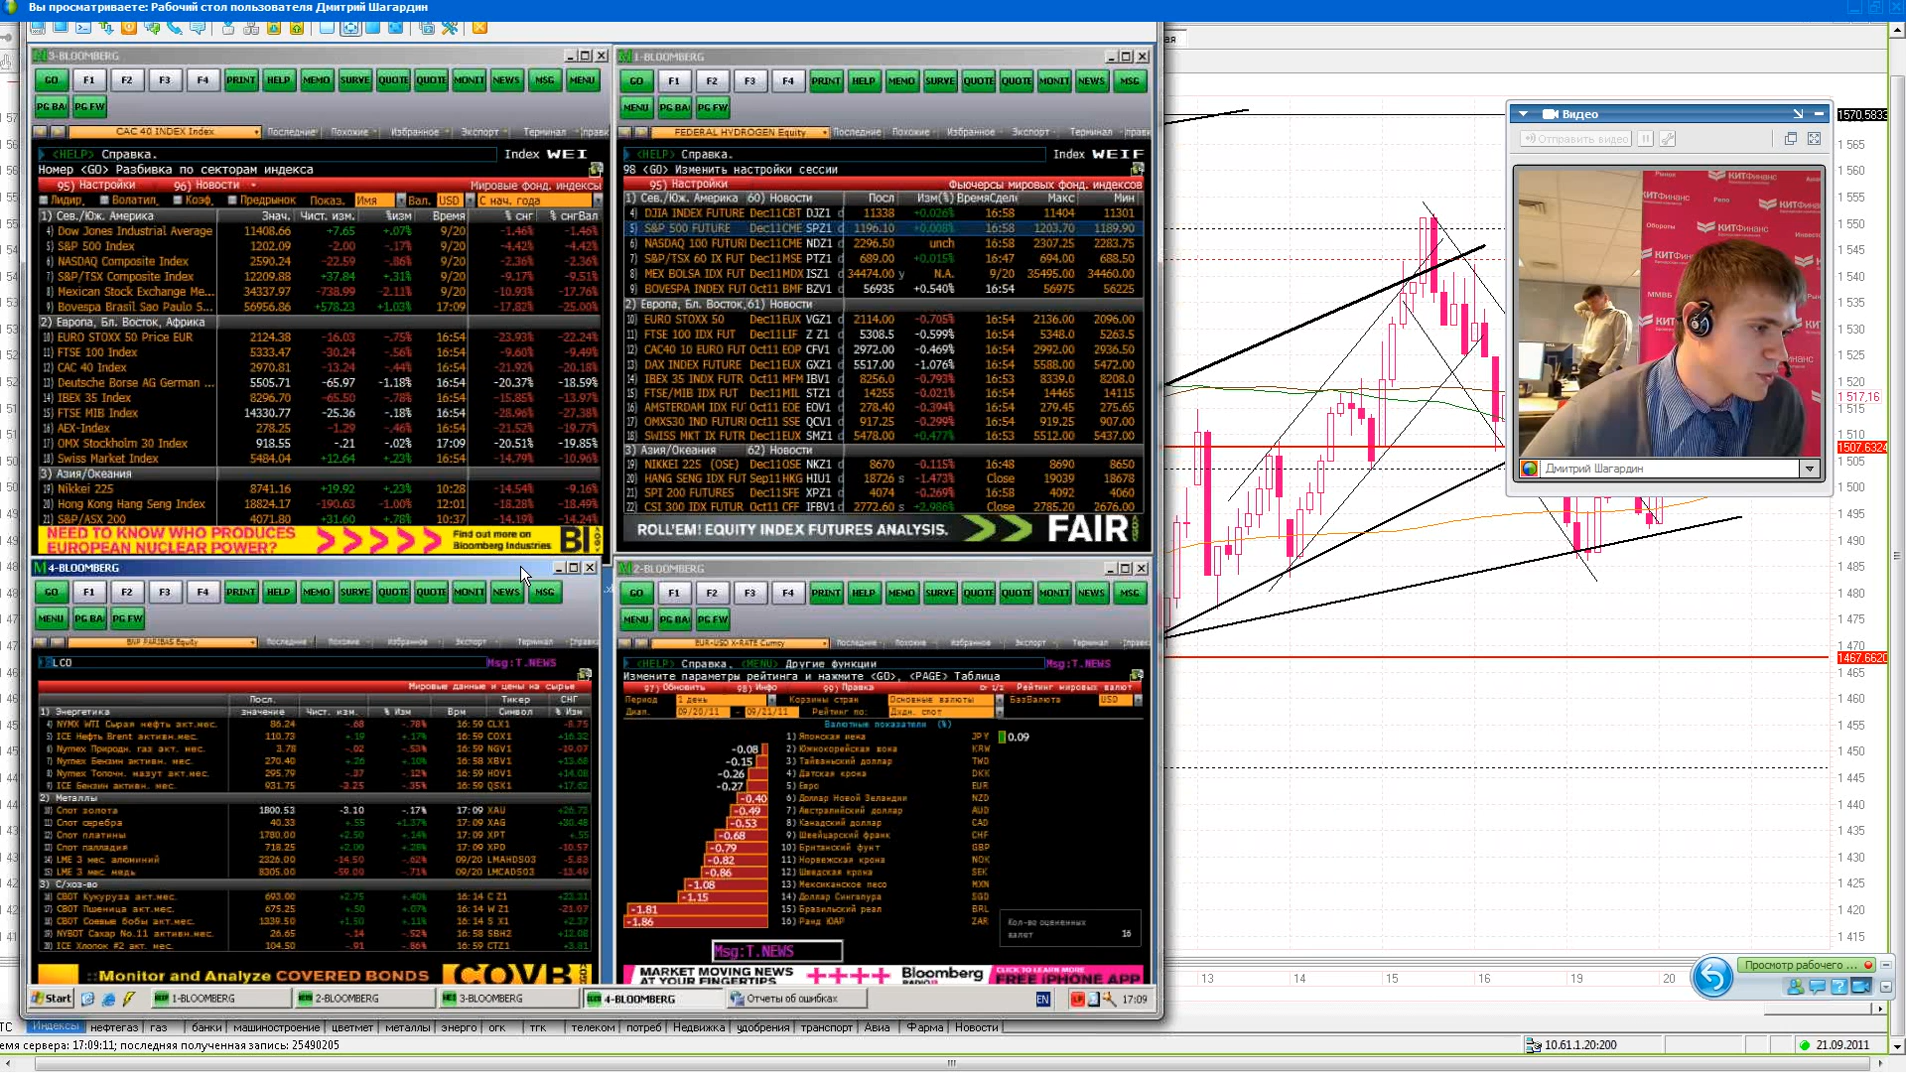 Вы просматриваете: Рабочий стол пользователя Дмитрий Шагардин
3-BLOOMBERG
GO F1 F2 F3 F4 PRINT HELP MEMO SURVE QUOTE QUOTE MONIT NEWS MSG MENU
PG BA PG FW
CAC 40 INDEX Index Последние Похожие Избранное Экспорт Терминал
<HELP> Справка. Index WEI
Номер <GO> Разбивка по секторам индекса
95) Настройки 96) Новости Мировые фонд. индексы
Лидир. Волатил. Коэф. Предрынок Показ. Имя Вал. USD С нач. года
1) Сев./Юж. Америка Знач. Чист. изм. %изм Время % снг % снгВал
4) Dow Jones Industrial Average 11408.66 +7.65 +.07% 9/20 -1.46% -1.46%
5) S&P 500 Index 1202.09 -2.00 -.17% 9/20 -4.42% -4.42%
6) NASDAQ Composite Index 2590.24 -22.59 -.86% 9/20 -2.36% -2.36%
7) S&P/TSX Composite Index 12209.88 +37.84 +.31% 9/20 -9.17% -9.51%
8) Mexican Stock Exchange Me... 34337.97 -738.99 -2.11% 9/20 -10.93% -17.76%
9) Bovespa Brasil Sao Paulo S... 56956.86 +578.23 +1.03% 17:09 -17.82% -25.00%
2) Европа, Бл. Восток, Африка
10) EURO STOXX 50 Price EUR 2124.38 -16.03 -.75% 16:54 -23.93% -22.24%
11) FTSE 100 Index 5333.47 -30.24 -.56% 16:54 -9.60% -9.49%
12) CAC 40 Index 2970.81 -13.24 -.44% 16:54 -21.92% -20.18%
13) Deutsche Borse AG German ... 5505.71 -65.97 -1.18% 16:54 -20.37% -18.59%
14) IBEX 35 Index 8296.70 -65.50 -.78% 16:54 -15.85% -13.97%
15) FTSE MIB Index 14330.77 -25.36 -.18% 16:54 -28.96% -27.38%
16) AEX-Index 278.25 -1.29 -.46% 16:54 -21.52% -19.77%
17) OMX Stockholm 30 Index 918.55 -.21 -.02% 17:09 -20.51% -19.85%
18) Swiss Market Index 5484.04 +12.64 +.23% 16:54 -14.79% -10.96%
3) Азия/Океания
19) Nikkei 225 8741.16 +19.92 +.23% 10:28 -14.54% -9.16%
20) Hong Kong Hang Seng Index 18824.17 -190.63 -1.00% 12:01 -18.28% -18.49%
21) S&P/ASX 200 4071.80 +31.60 +.78% 10:37 -14.19% -14.24%
NEED TO KNOW WHO PRODUCES
EUROPEAN NUCLEAR POWER?
Find out more on
Bloomberg Industries
BI
1-BLOOMBERG
GO F1 F2 F3 F4 PRINT HELP MEMO SURVE QUOTE QUOTE MONIT NEWS MSG
MENU PG BA PG FW
FEDERAL HYDROGEN Equity Последние Похожие Избранное Экспорт Терминал
<HELP> Справка. Index WEIF
98 <GO> Изменить настройки сессии
95) Настройки Фьючерсы мировых фонд. индексов
1) Сев./Юж. Америка 60) Новости Посл Изм(%) ВремяСделк Макс Мин
4) DJIA INDEX FUTURE Dec11CBT DJZ1 d 11338 +0.026% 16:58 11404 11301
5) S&P 500 FUTURE Dec11CME SPZ1 d 1196.10 +0.008% 16:58 1203.70 1189.90
6) NASDAQ 100 FUTURI Dec11CME NDZ1 d 2296.50 unch 16:58 2307.25 2283.75
7) S&P/TSX 60 IX FUT Dec11MSE PTZ1 d 689.00 +0.015% 16:47 694.00 688.50
8) MEX BOLSA IDX FUT Dec11MDX ISZ1 d 34474.00 y N.A. 9/20 35495.00 34460.00
9) BOVESPA INDEX FUT Oct11 BMF BZV1 d 56935 +0.540% 16:54 56975 56225
2) Европа, Бл. Восток, 61) Новости
10) EURO STOXX 50 Dec11EUX VGZ1 d 2114.00 -0.705% 16:54 2136.00 2096.00
11) FTSE 100 IDX FUT Dec11LIF Z Z1 d 5308.5 -0.599% 16:54 5348.0 5342.5
12) CAC40 10 EURO FUT Oct11 EOP CFV1 d 2972.00 -0.469% 16:54 2992.00 2936.50
13) DAX INDEX FUTURE Dec11EUX GXZ1 d 5517.00 -1.076% 16:54 5588.00 5472.00
14) IBEX 35 INDX FUTR Oct11 MFM IBV1 d 8256.0 -0.793% 16:54 8339.0 8208.0
15) FTSE/MIB IDX FUT Dec11MIL STZ1 d 14255 -0.021% 16:54 14465 14115
16) AMSTERDAM IDX FU Oct11 EOE EOV1 d 278.40 -0.394% 16:54 279.45 275.65
17) OMXS30 IND FUTUR Oct11 SSE QCV1 d 917.25 -0.299% 16:54 919.25 907.00
18) SWISS MKT IX FUTR Dec11EUX SMZ1 d 5478.00 +0.477% 16:53 5512.00 5437.00
3) Азия/Океания 62) Новости
19) NIKKEI 225 (OSE) Dec11OSE NKZ1 d 8670 -0.115% 16:48 8690 8650
20) HANG SENG IDX FUT Sep11HKG HIU1 d 18726 s -1.473% Close 19039 18678
21) SPI 200 FUTURES Dec11SFE XPZ1 d 4074 -0.269% 16:58 4092 4060
22) CSI 300 IDX FUTUR Oct11 CFF IFBV1 d 2772.60 s +2.986% Close 2785.20 2676.00
ROLL'EM! EQUITY INDEX FUTURES ANALYSIS. FAIR
4-BLOOMBERG
GO F1 F2 F3 F4 PRINT HELP MEMO SURVE QUOTE QUOTE MONIT NEWS MSG
MENU PG BA PG FW
BNP PARIBAS Equity Последние Похожие Избранное Экспорт Терминал
LCO Msg:T.NEWS
Мировые данные и цены на сырье
Посл. Тикер СНГ
1) Энергетика значение Чист. изм. % Изм Врм Символ % Изм
4) NYMX WTI Сырая нефть акт.мес. 86.24 -.68 -.78% 16:59 CLX1 -8.75
5) ICE Нефть Brent активн.мес. 110.73 +.19 +.17% 16:59 COX1 +16.32
6) Nymex Природн. газ акт. мес. 3.78 -.02 -.53% 16:59 NGV1 -19.07
7) Nymex Бензин активн. мес. 270.40 +.26 +.10% 16:58 XBV1 +13.68
8) Nymex Топочн. мазут акт.мес. 295.79 -.37 -.12% 16:59 HOV1 +14.08
9) ICE Бензин активн. мес. 931.75 -3.25 -.35% 16:59 QSX1 +17.62
2) Металлы
10) Спот золото 1800.53 -3.10 -.17% 17:09 XAU +26.73
11) Спот серебро 40.33 +.55 +1.37% 17:09 XAG +30.48
12) Спот платины 1780.00 +2.50 +.14% 17:09 XPT +.55
13) Спот палладия 718.25 +2.00 +.28% 17:09 XPD -10.57
14) LME 3 мес. алюминий 2326.00 -14.50 -.62% 09/20 LMAHDS03 -5.83
15) LME 3 мес. медь 8305.00 -59.00 -.71% 09/20 LMCADS03 -13.49
3) С/хоз-во
16) CBOT Кукуруза акт.мес. 693.00 +2.75 +.40% 16:14 C Z1 +23.31
17) CBOT Пшеница акт.мес. 675.25 +.50 +.07% 16:14 W Z1 -21.07
18) CBOT Соевые бобы акт.мес. 1339.50 +1.50 +.11% 16:14 S X1 +2.37
19) NYBOT Сахар No.11 активн.мес. 26.65 -.14 -.52% 16:58 SBH2 +12.08
20) ICE Хлопок #2 акт. мес. 104.50 -.91 -.86% 16:59 CTZ1 +3.81
::Monitor and Analyze COVERED BONDS COVB
2-BLOOMBERG
GO F1 F2 F3 F4 PRINT HELP MEMO SURVE QUOTE QUOTE MONIT NEWS MSG
MENU PG BA PG FW
EUR-USD X-RATE Curncy Последние Похожие Избранное Экспорт Терминал
<HELP> Справка, <MENU> Другие функции Msg:T.NEWS
Измените параметры рейтинга и нажмите <GO>, <PAGE> Таблица
97) Обновить 98) Инфо 99) Правка 1/2 Рейтинг мировых валют
Период 1 день Корзины стран Основные валюты БазВалюта USD
Диап. 09/20/11 - 09/21/11 Рейтинг по: Дхдн. спот
Валютные показатели (%)
1) Японская иена JPY 0.09
-0.08 2) Южнокорейская вона KRW
-0.15 3) Тайваньский доллар TWD
-0.26 4) Датская крона DKK
-0.27 5) Евро EUR
-0.40 6) Доллар Новой Зеландии NZD
-0.49 7) Австралийский доллар AUD
-0.53 8) Канадский доллар CAD
-0.68 9) Швейцарский франк CHF
-0.79 10) Британский фунт GBP
-0.82 11) Норвежская крона NOK
-0.86 12) Шведская крона SEK
-1.08 13) Мексиканское песо MXN
-1.15 14) Доллар Сингапура SGD
-1.81 15) Бразильский реал BRL
-1.86 16) Ранд ЮАР ZAR
Кол-во оцененных
валют 16
Msg:T.NEWS
MARKET MOVING NEWS
AT YOUR FINGERTIPS
Bloomberg
CLICK TO LEARN MORE
FREE iPHONE APP
Start 1-BLOOMBERG 2-BLOOMBERG 3-BLOOMBERG 4-BLOOMBERG Отчеты об ошибках EN 17:09
ТС Индексы нефтегаз газ банки машиностроение цветмет металлы энерго огк тгк телеком потреб Недвижка удобрения транспорт Авиа Фарма Новости
емя сервера: 17:09:11; последняя полученная запись: 25490205
10.61.1.20:200 21.09.2011
Видео
Отправить видео
КИТФинанс
ММВБ
Дмитрий Шагардин
Просмотр рабочего ...
1570.5833
1 565
1 560
1 555
1 550
1 545
1 540
1 535
1 530
1 525
1 520
1 517,16
1 515
1 510
1507.6324
1 505
1 500
1 495
1 490
1 485
1 480
1 475
1 470
1467.6620
1 465
1 460
1 455
1 450
1 445
1 440
1 435
1 430
1 425
1 420
1 415
13 14 15 16 19 20